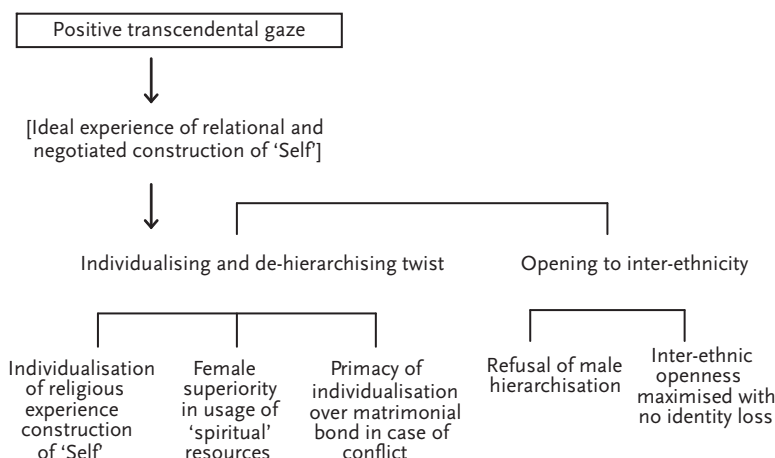 Positive transcendental gaze
[Ideal experience of relational and
negotiated construction of ‘Self’]
Individualising and de-hierarchising twist
Opening to inter-ethnicity
Individualisation
of religious
experience
construction
of ‘Self’
Female
superiority
in usage of
‘spiritual’
resources
Primacy of
individualisation
over matrimonial
bond in case of
conflict
Refusal of male
hierarchisation
Inter-ethnic
openness
maximised with
no identity loss